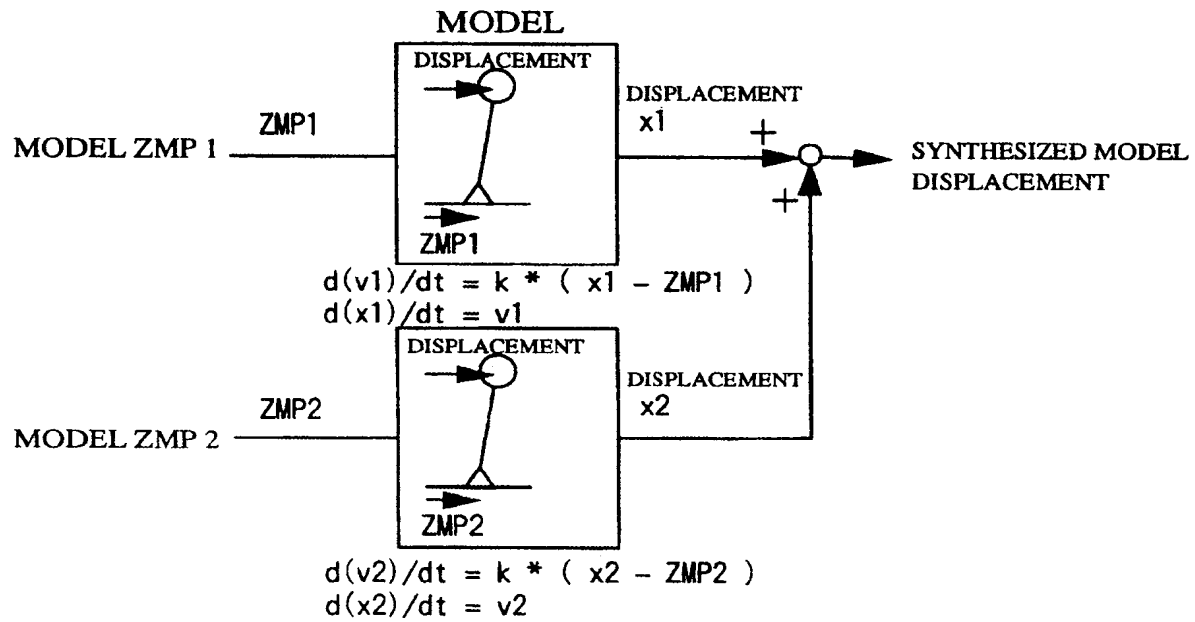 MODEL
DISPLACEMENT
ZMP1
MODEL ZMP 1
ZMP1
DISPLACEMENT
x1
+
+
SYNTHESIZED MODEL
DISPLACEMENT
d(v1)/dt = k * ( x1 - ZMP1 )
d(x1)/dt = v1
DISPLACEMENT
ZMP2
MODEL ZMP 2
ZMP2
DISPLACEMENT
x2
d(v2)/dt = k * ( x2 - ZMP2 )
d(x2)/dt = v2